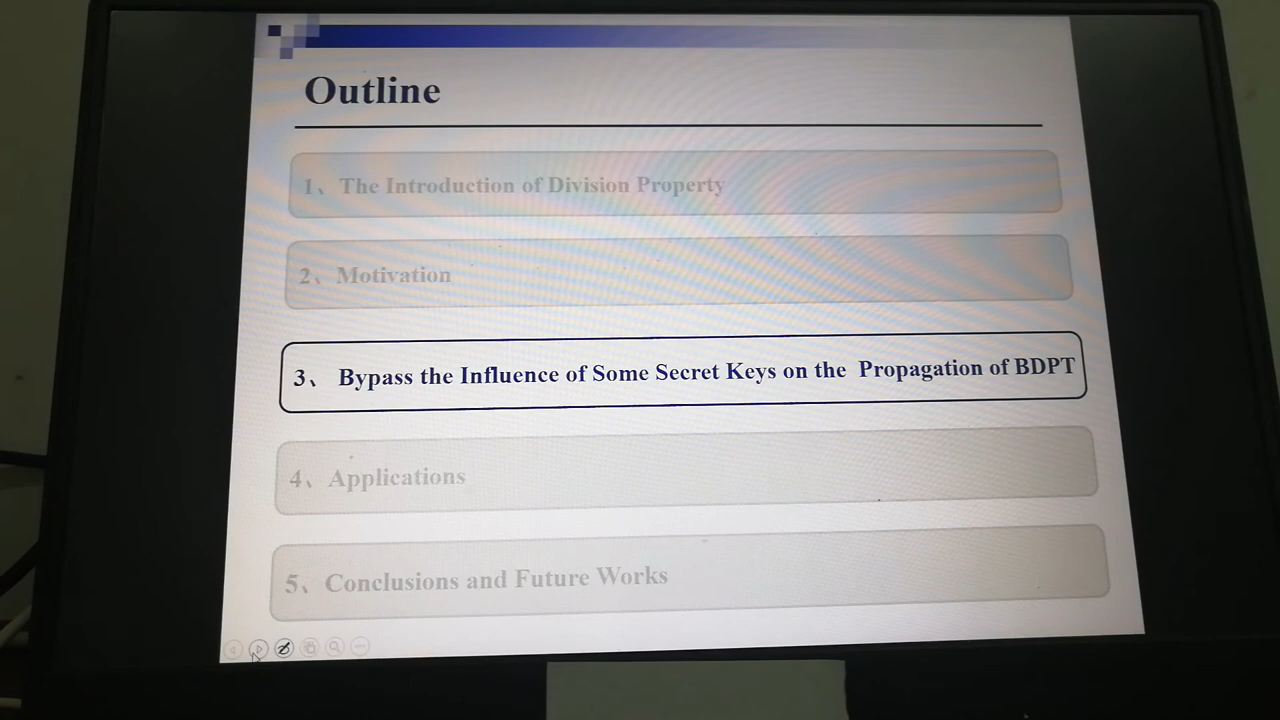 Outline
1、The Introduction of Division Property
2、Motivation
3、 Bypass the Influence of Some Secret Keys on the Propagation of BDPT
4、Applications
5、Conclusions and Future Works